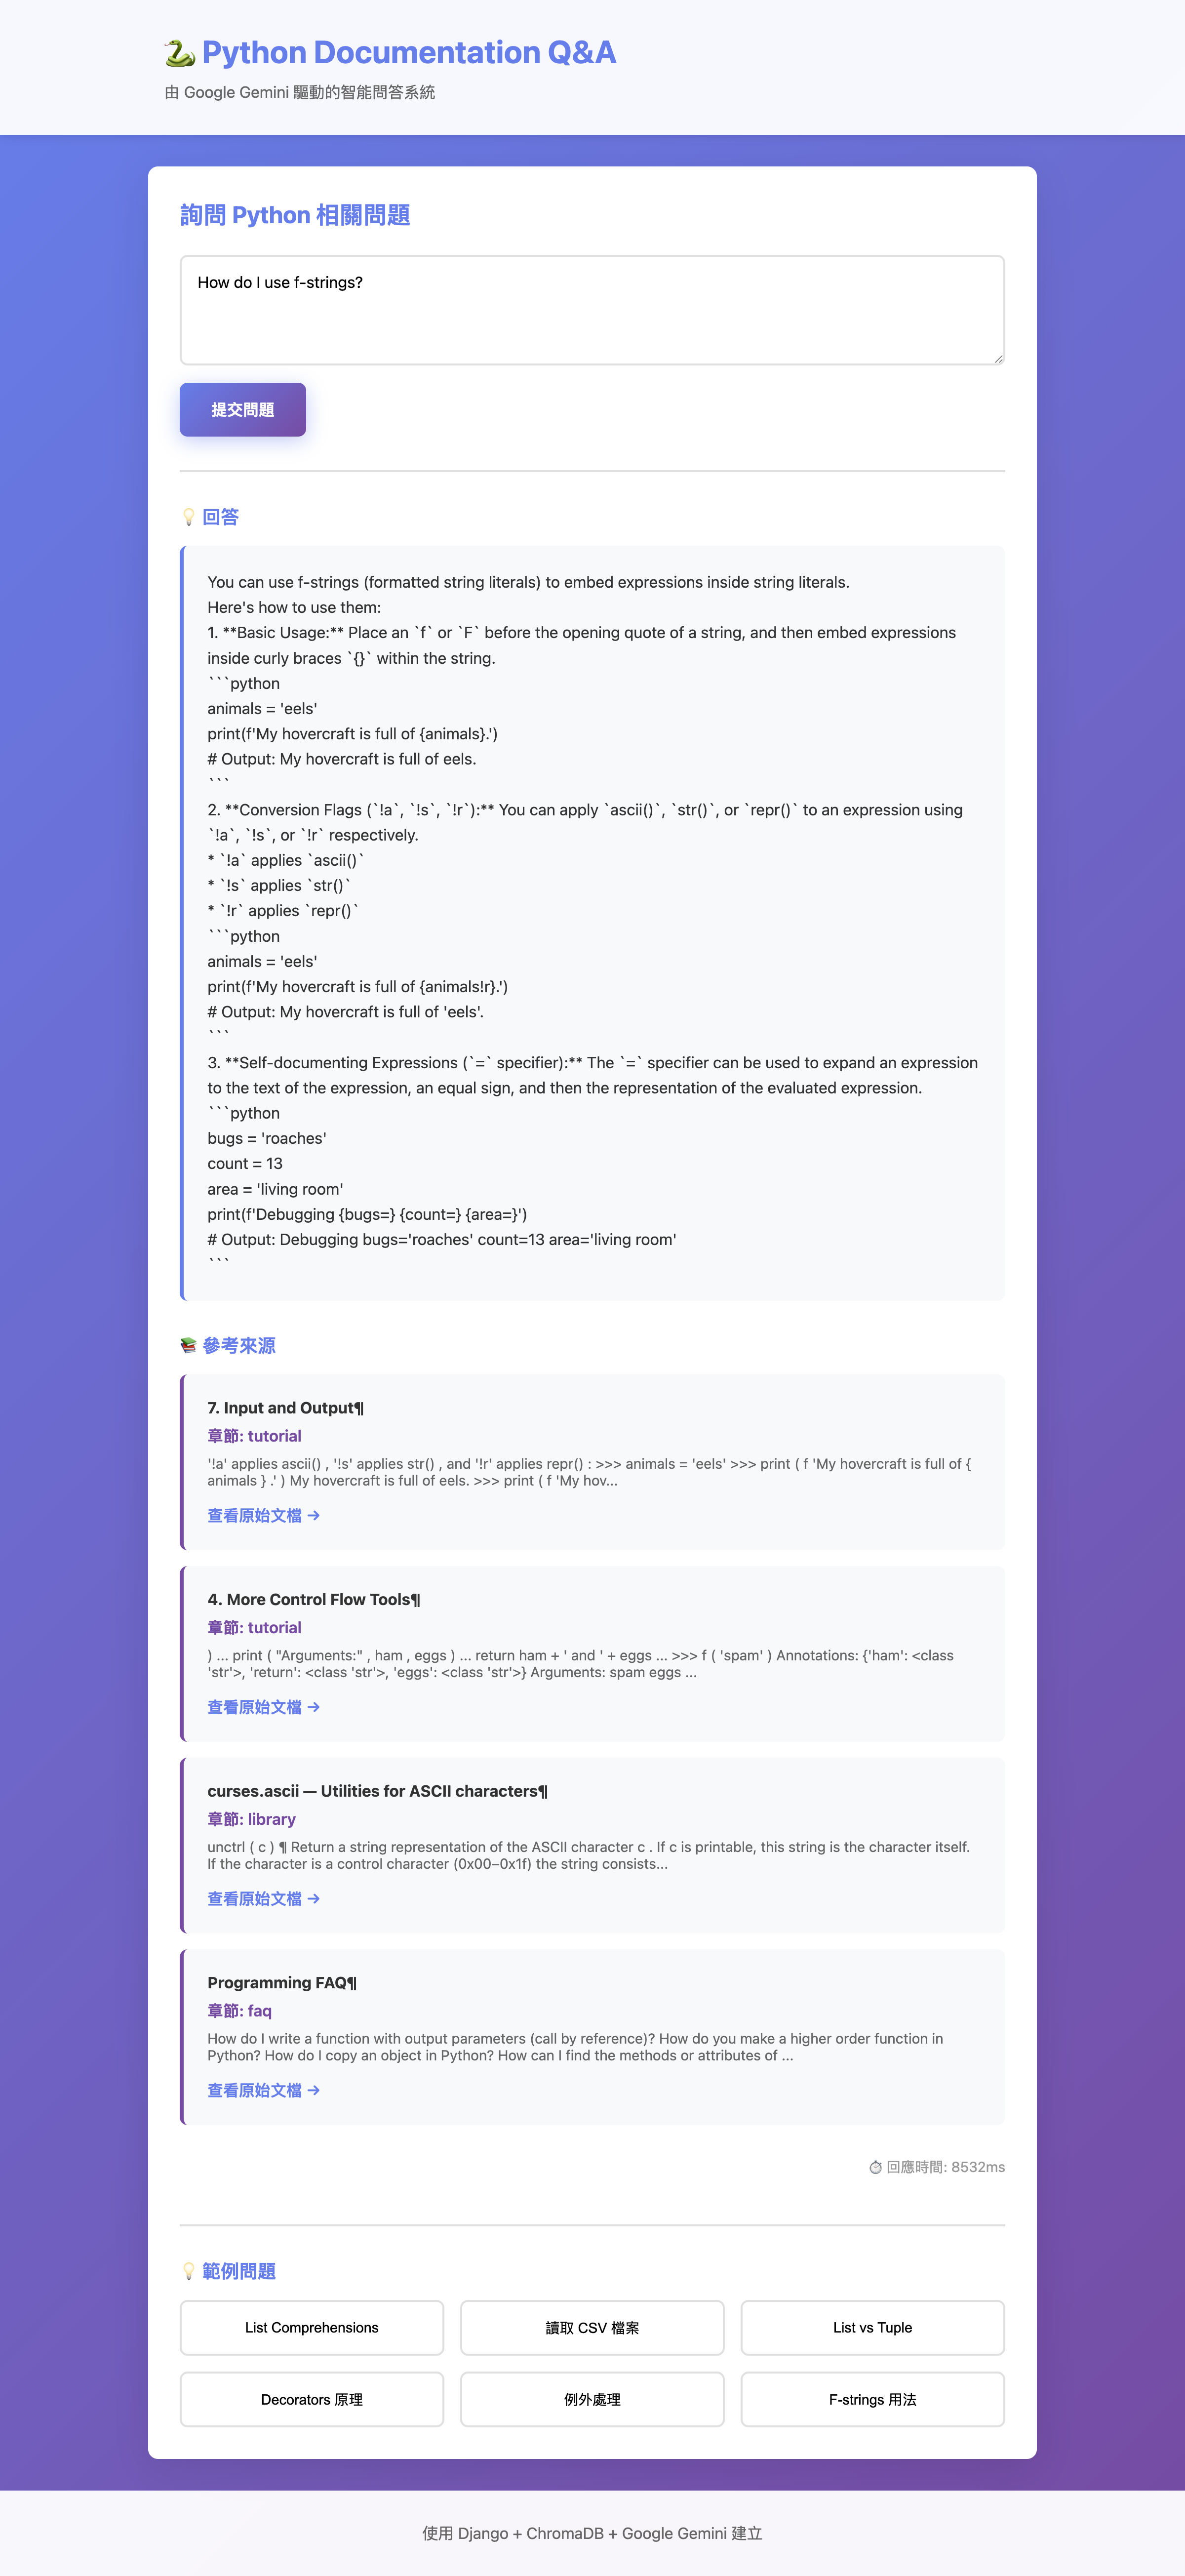 🐍 Python Documentation Q&A
由 Google Gemini 驅動的智能問答系統
詢問 Python 相關問題
How do I use f-strings?
提交問題
💡 回答
You can use f-strings (formatted string literals) to embed expressions inside string literals.
Here's how to use them:
1. **Basic Usage:** Place an `f` or `F` before the opening quote of a string, and then embed expressions
inside curly braces `{}` within the string.
```python
animals = 'eels'
print(f'My hovercraft is full of {animals}.')
# Output: My hovercraft is full of eels.
```
2. **Conversion Flags (`!a`, `!s`, `!r`):** You can apply `ascii()`, `str()`, or `repr()` to an expression using
`!a`, `!s`, or `!r` respectively.
* `!a` applies `ascii()`
* `!s` applies `str()`
* `!r` applies `repr()`
```python
animals = 'eels'
print(f'My hovercraft is full of {animals!r}.')
# Output: My hovercraft is full of 'eels'.
```
3. **Self-documenting Expressions (`=` specifier):** The `=` specifier can be used to expand an expression
to the text of the expression, an equal sign, and then the representation of the evaluated expression.
```python
bugs = 'roaches'
count = 13
area = 'living room'
print(f'Debugging {bugs=} {count=} {area=}')
# Output: Debugging bugs='roaches' count=13 area='living room'
```
📚 參考來源
7. Input and Output¶
章節: tutorial
'!a' applies ascii() , '!s' applies str() , and '!r' applies repr() : >>> animals = 'eels' >>> print ( f 'My hovercraft is full of {
animals } .' ) My hovercraft is full of eels. >>> print ( f 'My hov...
查看原始文檔 →
4. More Control Flow Tools¶
章節: tutorial
) ... print ( "Arguments:" , ham , eggs ) ... return ham + ' and ' + eggs ... >>> f ( 'spam' ) Annotations: {'ham': <class
'str'>, 'return': <class 'str'>, 'eggs': <class 'str'>} Arguments: spam eggs ...
查看原始文檔 →
curses.ascii — Utilities for ASCII characters¶
章節: library
unctrl ( c ) ¶ Return a string representation of the ASCII character c . If c is printable, this string is the character itself.
If the character is a control character (0x00–0x1f) the string consists...
查看原始文檔 →
Programming FAQ¶
章節: faq
How do I write a function with output parameters (call by reference)? How do you make a higher order function in
Python? How do I copy an object in Python? How can I find the methods or attributes of ...
查看原始文檔 →
⏱ 回應時間: 8532ms
💡 範例問題
List Comprehensions
讀取 CSV 檔案
List vs Tuple
Decorators 原理
例外處理
F-strings 用法
使用 Django + ChromaDB + Google Gemini 建立